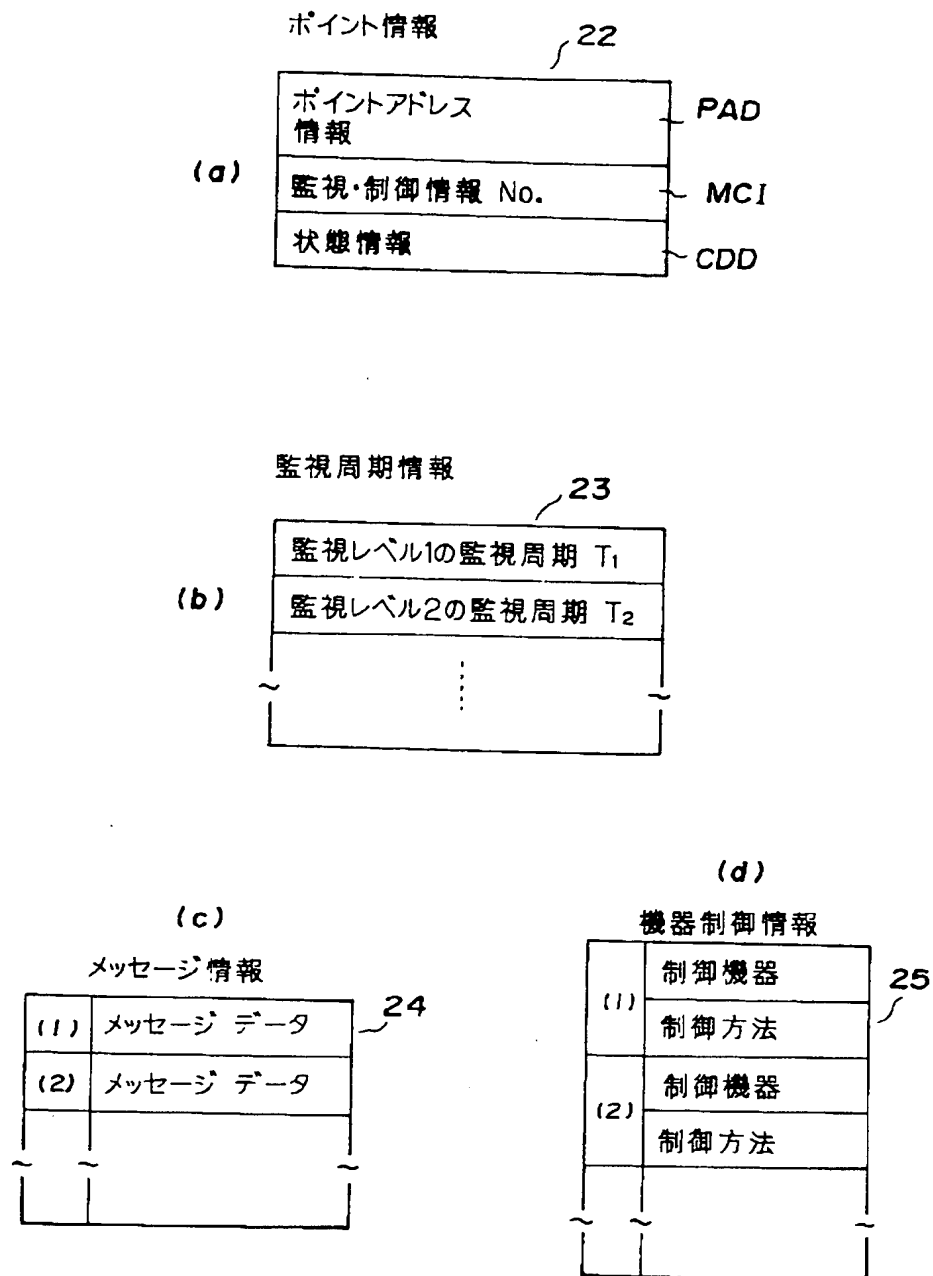 ポイント情報
22
ポイントアドレス
情報
PAD
(a)
監視・制御情報 No.
MCI
状態情報
CDD
監視周期情報
23
監視レベル1の監視周期 T₁
(b)
監視レベル2の監視周期 T₂
(c)
メッセージ情報
24
(1) メッセージ データ
(2) メッセージ データ
(d)
機器制御情報
25
(1)
制御機器
制御方法
(2)
制御機器
制御方法